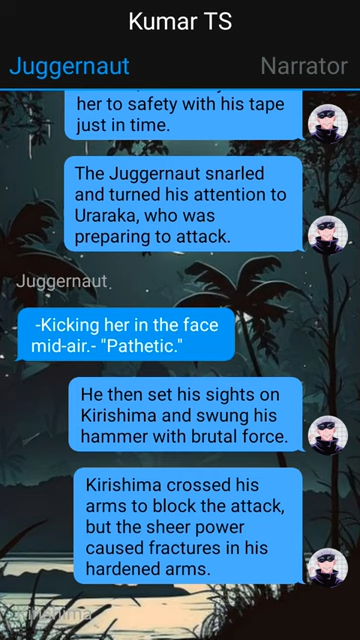 Kumar TS
Juggernaut
Narrator
her to safety with his tape
just in time.
The Juggernaut snarled
and turned his attention to
Uraraka, who was
preparing to attack.
Juggernaut
-Kicking her in the face
mid-air.- "Pathetic."
He then set his sights on
Kirishima and swung his
hammer with brutal force.
Kirishima crossed his
arms to block the attack,
but the sheer power
caused fractures in his
hardened arms.
Kirishima